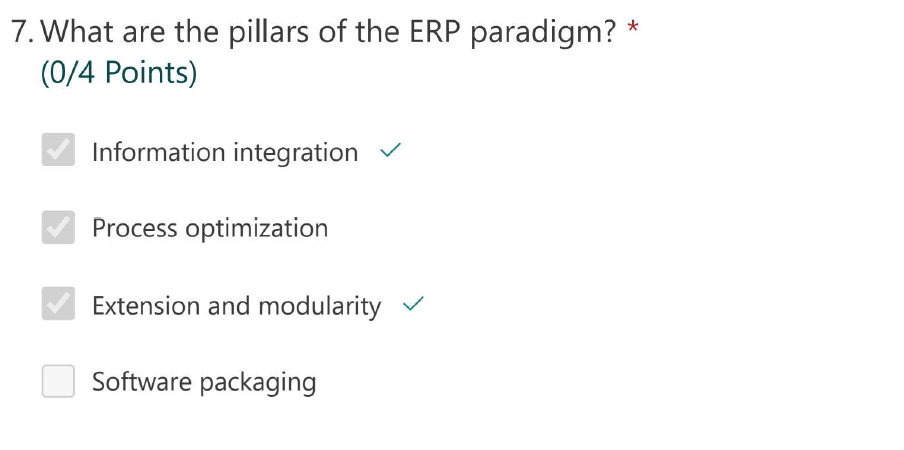 7. What are the pillars of the ERP paradigm? *
(0/4 Points)
Information integration
Process optimization
Extension and modularity
Software packaging